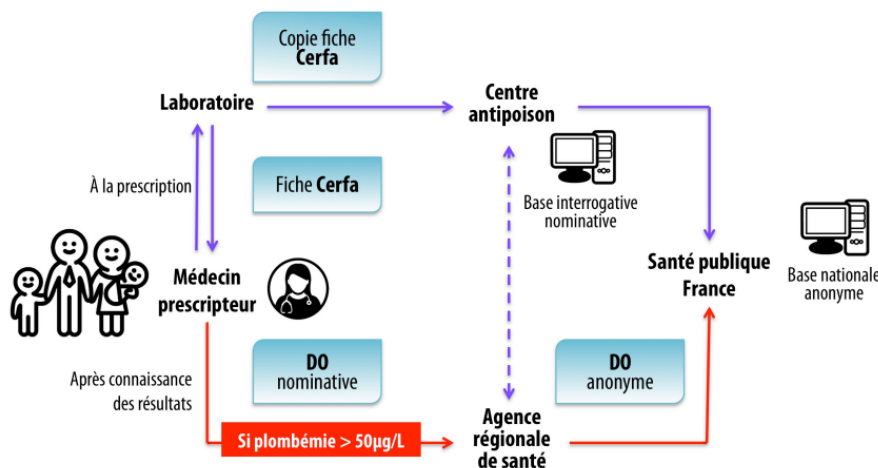 Copie fiche
Cerfa
Laboratoire
Centre
antipoison
À la prescription
Fiche Cerfa
Base interrogative
nominative
Médecin
prescripteur
Santé publique
France
Base nationale
anonyme
Après connaissance
des résultats
DO
nominative
DO
anonyme
Si plombémie > 50µg/L
Agence
régionale
de santé